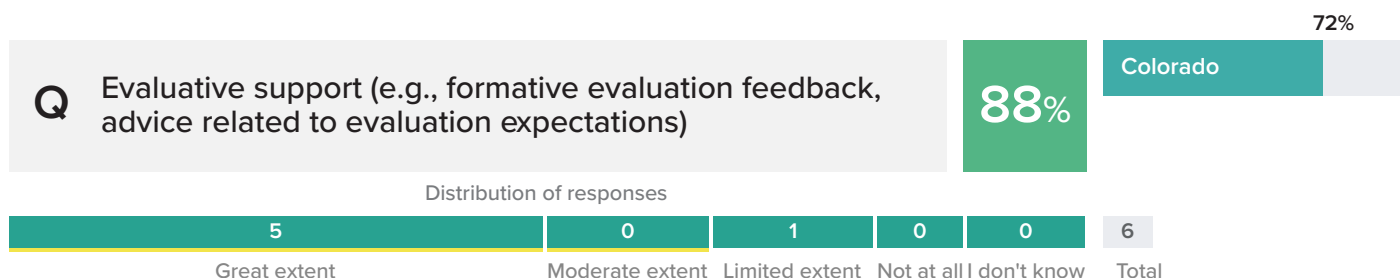 72%
Q Evaluative support (e.g., formative evaluation feedback,
advice related to evaluation expectations)
88%
Colorado
Distribution of responses
5 0 1 0 0 6
Great extent Moderate extent Limited extent Not at all I don't know Total